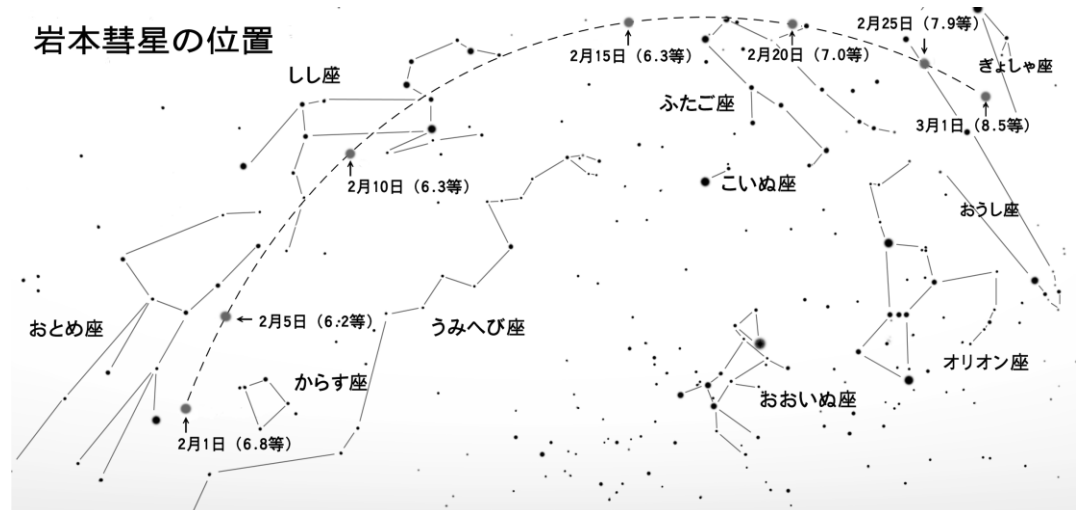 岩本彗星の位置
2月25日（7.9等）
2月15日（6.3等）
2月20日（7.0等）
ぎょしゃ座
しし座
ふたご座
3月1日（8.5等）
2月10日（6.3等）
こいぬ座
おうし座
おとめ座
2月5日（6.2等）
うみへび座
オリオン座
からす座
おおいぬ座
2月1日（6.8等）